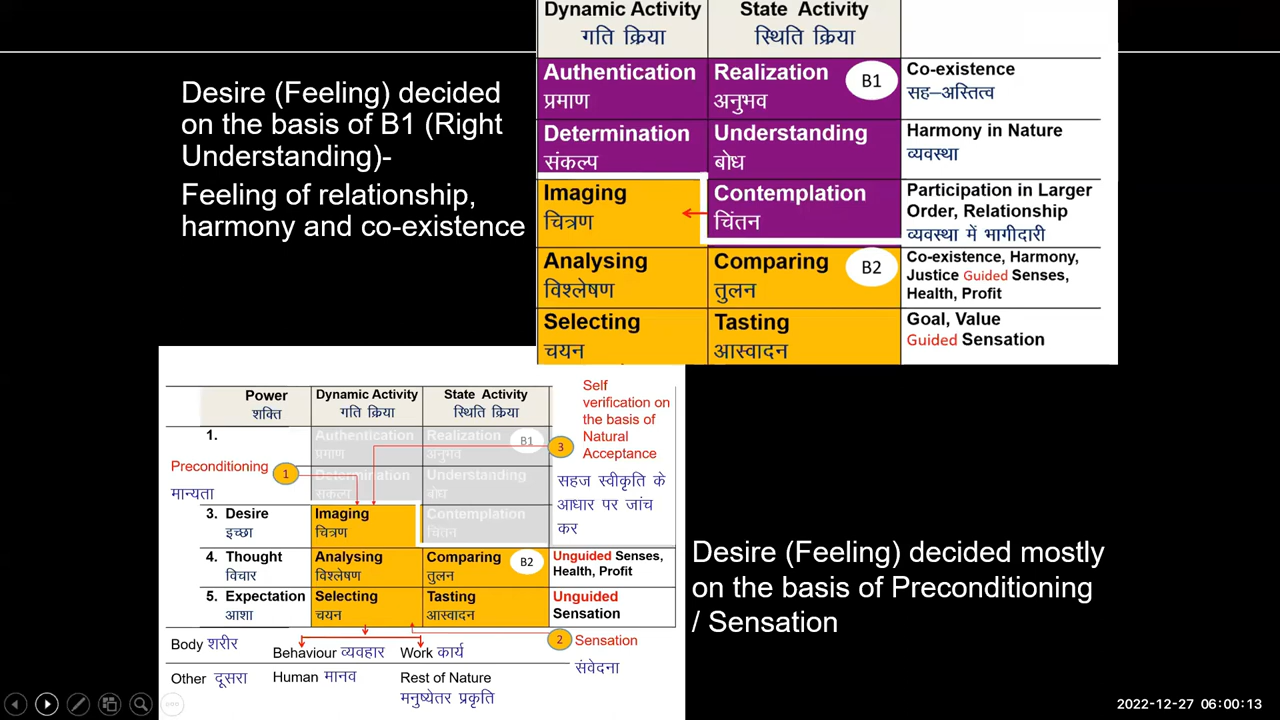 Dynamic Activity State Activity
गति क्रिया स्थिति क्रिया
Authentication Realization B1 Co-existence
प्रमाण अनुभव सह–अस्तित्व
Determination Understanding Harmony in Nature
संकल्प बोध व्यवस्था
Imaging Contemplation Participation in Larger
चित्रण चिंतन Order, Relationship
व्यवस्था में भागीदारी
Analysing Comparing B2 Co-existence, Harmony,
विश्लेषण तुलन Justice Guided Senses,
Health, Profit
Selecting Tasting Goal, Value
चयन आस्वादन Guided Sensation
Desire (Feeling) decided
on the basis of B1 (Right
Understanding)-
Feeling of relationship,
harmony and co-existence
Power Dynamic Activity State Activity
शक्ति गति क्रिया स्थिति क्रिया
1. Authentication Realization B1
प्रमाण अनुभव
Preconditioning 1 Determination Understanding
मान्यता संकल्प बोध
3. Desire Imaging Contemplation
इच्छा चित्रण चिंतन
4. Thought Analysing Comparing B2 Unguided Senses,
विचार विश्लेषण तुलन Health, Profit
5. Expectation Selecting Tasting Unguided
आशा चयन आस्वादन Sensation
Self
verification on
the basis of
Natural
3 Acceptance
सहज स्वीकृति के
आधार पर जांच
कर
Body शरीर Behaviour व्यवहार Work कार्य 2 Sensation
संवेदना
Other दूसरा Human मानव Rest of Nature
मनुष्येतर प्रकृति
Desire (Feeling) decided mostly
on the basis of Preconditioning
/ Sensation
2022-12-27 06:00:13